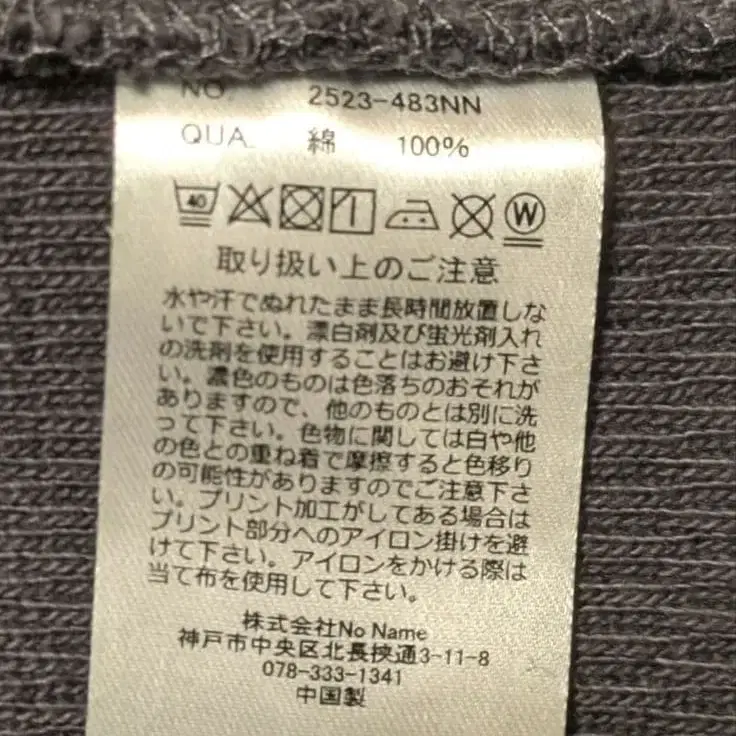 NO. 2523-483NN
QUA. 綿 100%
40
W
取り扱い上のご注意
水や汗でぬれたまま長時間放置しな
いで下さい。漂白剤及び蛍光剤入れ
の洗剤を使用することはお避け下さ
い。濃色のものは色落ちのおそれが
ありますので、他のものとは別に洗
って下さい。色物に関しては白や他
の色との重ね着で摩擦すると色移り
の可能性がありますのでご注意下さ
い。プリント加工がしてある場合は
プリント部分へのアイロン掛けを避
けて下さい。アイロンをかける際は
当て布を使用して下さい。
株式会社No Name
神戸市中央区北長挟通3-11-8
078-333-1341
中国製